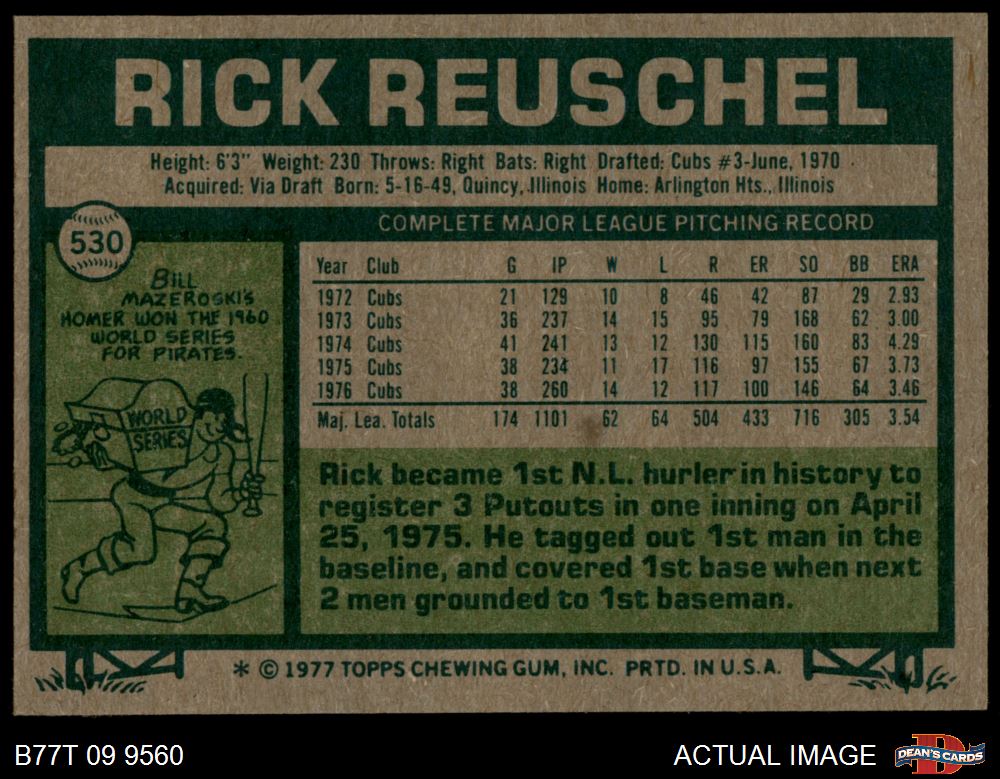 RICK REUSCHEL
Height: 6'3" Weight: 230 Throws: Right Bats: Right Drafted: Cubs #3-June, 1970
Acquired: Via Draft Born: 5-16-49, Quincy, Illinois Home: Arlington Hts., Illinois
530
BILL
MAZEROSKI'S
HOMER WON THE 1960
WORLD SERIES
FOR PIRATES.
WORLD
SERIES
COMPLETE MAJOR LEAGUE PITCHING RECORD
Year Club G IP W L R ER SO BB ERA
1972 Cubs 21 129 10 8 46 42 87 29 2.93
1973 Cubs 36 237 14 15 95 79 168 62 3.00
1974 Cubs 41 241 13 12 130 115 160 83 4.29
1975 Cubs 38 234 11 17 116 97 155 67 3.73
1976 Cubs 38 260 14 12 117 100 146 64 3.46
Maj. Lea. Totals 174 1101 62 64 504 433 716 305 3.54
Rick became 1st N.L. hurler in history to
register 3 Putouts in one inning on April
25, 1975. He tagged out 1st man in the
baseline, and covered 1st base when next
2 men grounded to 1st baseman.
* © 1977 TOPPS CHEWING GUM, INC. PRTD. IN U.S.A.
B77T 09 9560
ACTUAL IMAGE
DEAN'S CARDS